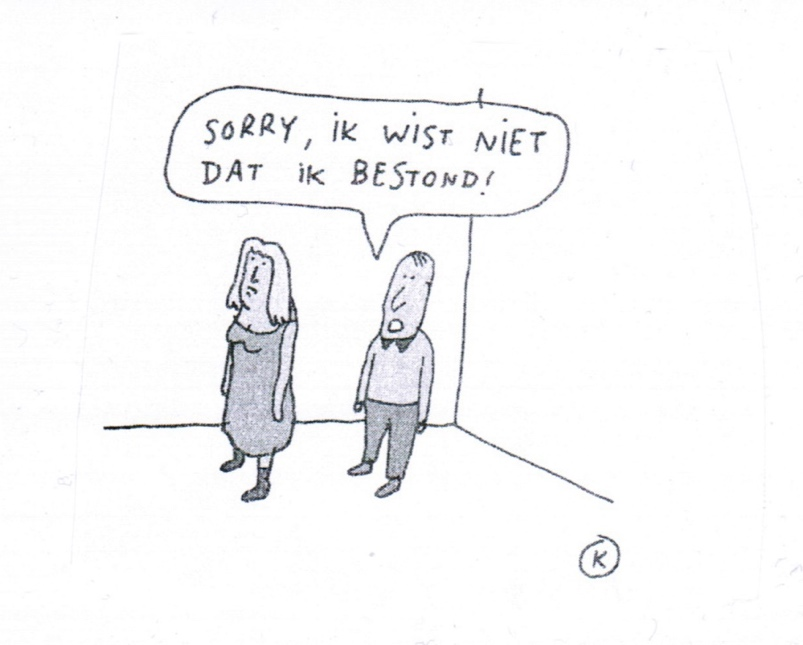 SORRY, iK WiST NiET
DAT iK BESTOND!
K